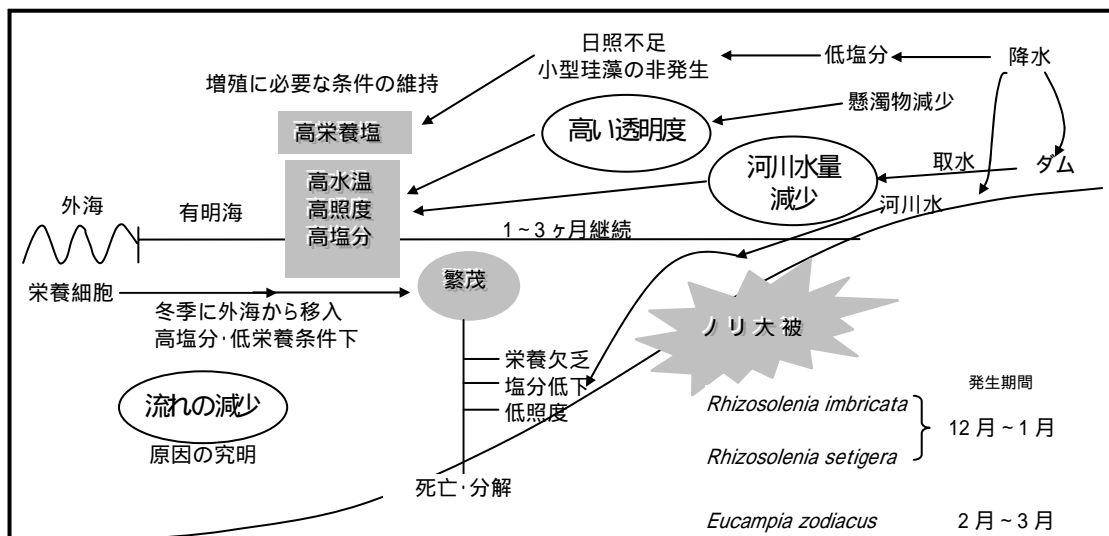 日照不足
小型珪藻の非発生
低塩分
降水
増殖に必要な条件の維持
懸濁物減少
高栄養塩
高い透明度
河川水量
減少
取水
ダム
高水温
高照度
高塩分
外海
有明海
河川水
1~3ヶ月継続
栄養細胞
繁茂
冬季に外海から移入
高塩分・低栄養条件下
ノリ大被
栄養欠乏
塩分低下
低照度
流れの減少
原因の究明
死亡・分解
発生期間
Rhizosolenia imbricata
12月~1月
Rhizosolenia setigera
Eucampia zodiacus
2月~3月